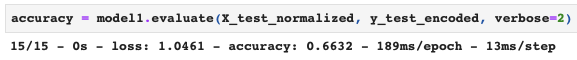 accuracy = model1.evaluate(X_test_normalized, y_test_encoded, verbose=2)
15/15 - 0s - loss: 1.0461 - accuracy: 0.6632 - 189ms/epoch - 13ms/step